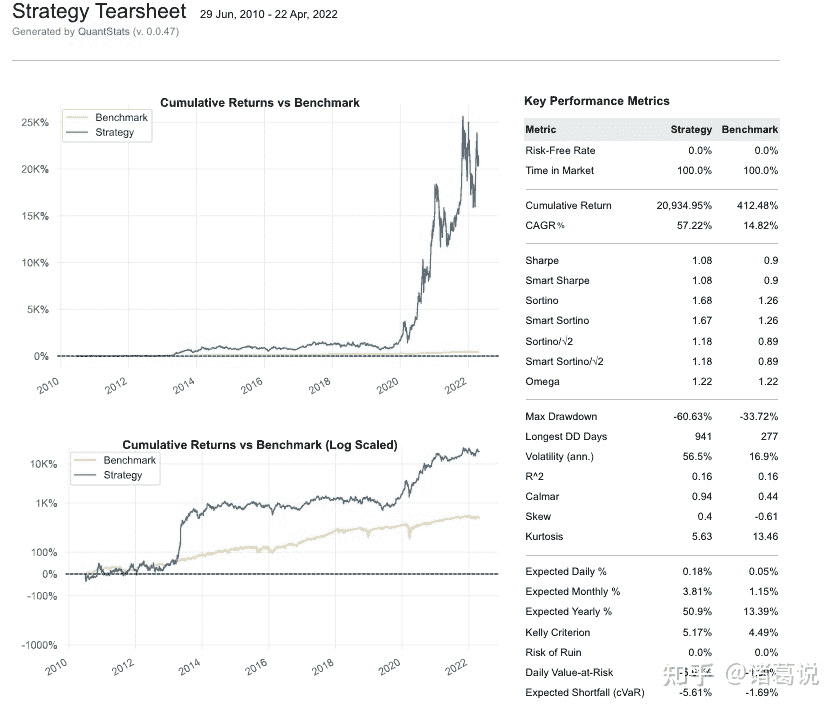 Strategy Tearsheet 29 Jun, 2010 - 22 Apr, 2022
Generated by QuantStats (v. 0.0.47)
Cumulative Returns vs Benchmark
Benchmark
Strategy
25K%
20K%
15K%
10K%
5K%
0%
2010 2012 2014 2016 2018 2020 2022
Cumulative Returns vs Benchmark (Log Scaled)
Benchmark
Strategy
10K%
1K%
100%
0%
-100%
-1000%
2010 2012 2014 2016 2018 2020 2022
Key Performance Metrics
Metric Strategy Benchmark
Risk-Free Rate 0.0% 0.0%
Time in Market 100.0% 100.0%
Cumulative Return 20,934.95% 412.48%
CAGR% 57.22% 14.82%
Sharpe 1.08 0.9
Smart Sharpe 1.08 0.9
Sortino 1.68 1.26
Smart Sortino 1.67 1.26
Sortino/√2 1.18 0.89
Smart Sortino/√2 1.18 0.89
Omega 1.22 1.22
Max Drawdown -60.63% -33.72%
Longest DD Days 941 277
Volatility (ann.) 56.5% 16.9%
R^2 0.16 0.16
Calmar 0.94 0.44
Skew 0.4 -0.61
Kurtosis 5.63 13.46
Expected Daily % 0.18% 0.05%
Expected Monthly % 3.81% 1.15%
Expected Yearly % 50.9% 13.39%
Kelly Criterion 5.17% 4.49%
Risk of Ruin 0.0% 0.0%
Daily Value-at-Risk
Expected Shortfall (cVaR) -5.61% -1.69%
知乎 @诸葛说